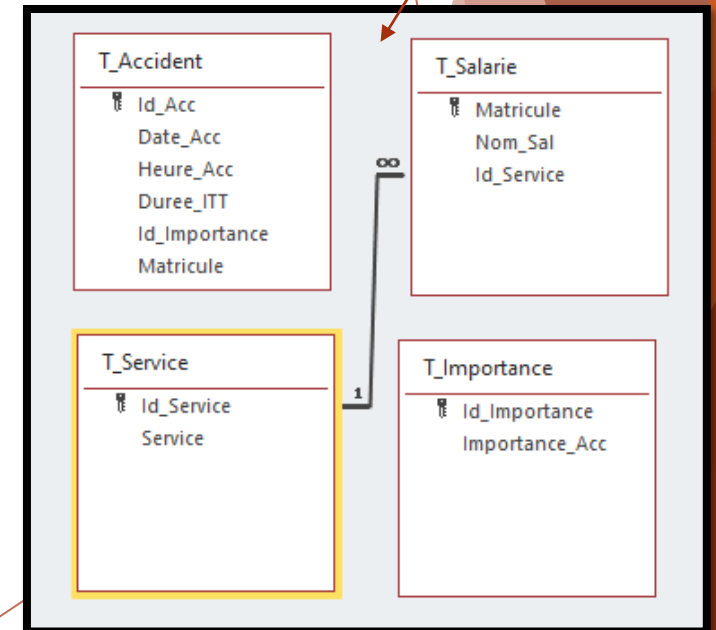 T_Accident
Id_Acc
Date_Acc
Heure_Acc
Duree_ITT
Id_Importance
Matricule
T_Salarie
Matricule
Nom_Sal
Id_Service
∞
1
T_Service
Id_Service
Service
T_Importance
Id_Importance
Importance_Acc